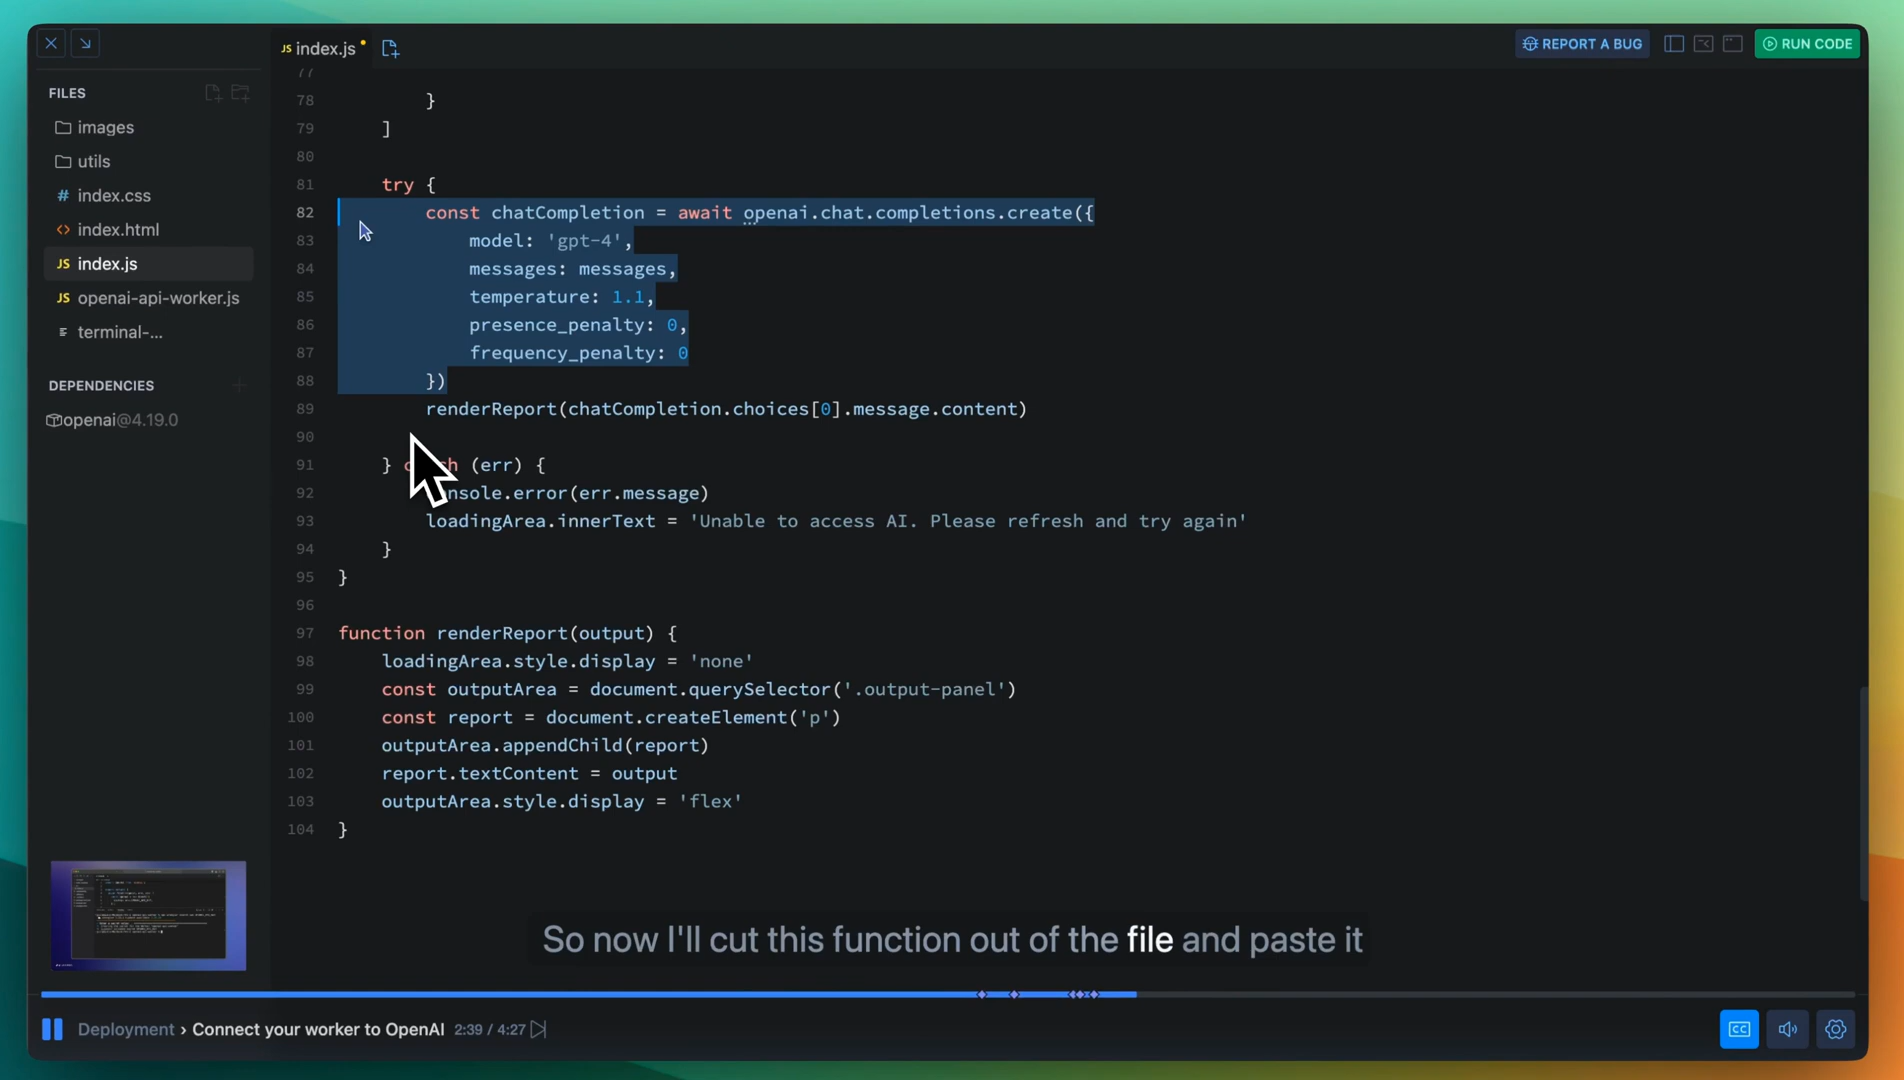 JS index.js
REPORT A BUG
RUN CODE
FILES
images
utils
# index.css
<> index.html
JS index.js
JS openai-api-worker.js
terminal-...
DEPENDENCIES
openai@4.19.0
77
78 }
79 ]
80
81 try {
82 const chatCompletion = await openai.chat.completions.create({
83 model: 'gpt-4',
84 messages: messages,
85 temperature: 1.1,
86 presence_penalty: 0,
87 frequency_penalty: 0
88 })
89 renderReport(chatCompletion.choices[0].message.content)
90
91 } (err) {
92 .error(err.message)
93 loadingArea.innerText = 'Unable to access AI. Please refresh and try again'
94 }
95 }
96
97 function renderReport(output) {
98 loadingArea.style.display = 'none'
99 const outputArea = document.querySelector('.output-panel')
100 const report = document.createElement('p')
101 outputArea.appendChild(report)
102 report.textContent = output
103 outputArea.style.display = 'flex'
104 }
So now I'll cut this function out of the file and paste it
Deployment › Connect your worker to OpenAI 2:39 / 4:27
CC